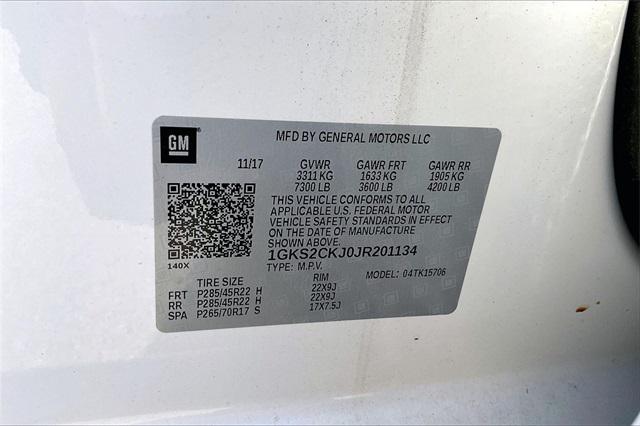 GM
MFD BY GENERAL MOTORS LLC
11/17 GVWR GAWR FRT GAWR RR
3311 KG 1633 KG 1905 KG
7300 LB 3600 LB 4200 LB
THIS VEHICLE CONFORMS TO ALL
APPLICABLE U.S. FEDERAL MOTOR
VEHICLE SAFETY STANDARDS IN EFFECT
ON THE DATE OF MANUFACTURE
SHOWN ABOVE.
140X 1GKS2CKJ0JR201134
TYPE: M.P.V. MODEL: 04TK15706
TIRE SIZE RIM
FRT P285/45R22 H 22X9J
RR P285/45R22 H 22X9J
SPA P265/70R17 S 17X7.5J